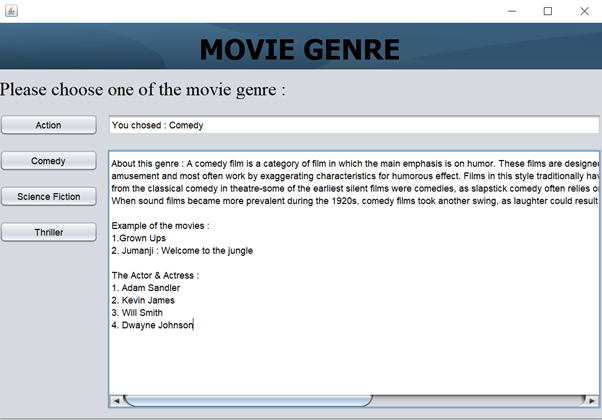 MOVIE GENRE
Please choose one of the movie genre :
Action
You chosed : Comedy
Comedy
Science Fiction
Thriller
About this genre : A comedy film is a category of film in which the main emphasis is on humor. These films are designed
amusement and most often work by exaggerating characters for humorous effect. Films in this style traditionally hav
from the classical comedy in theatre-some of the earliest silent films were comedies, as slapstick comedy often relies o
When sound films became more prevalent during the 1920s, comedy films took another swing, as laughter could result
Example of the movies :
1.Grown Ups
2. Jumanji : Welcome to the jungle
The Actor & Actress :
1. Adam Sandler
2. Kevin James
3. Will Smith
4. Dwayne Johnson